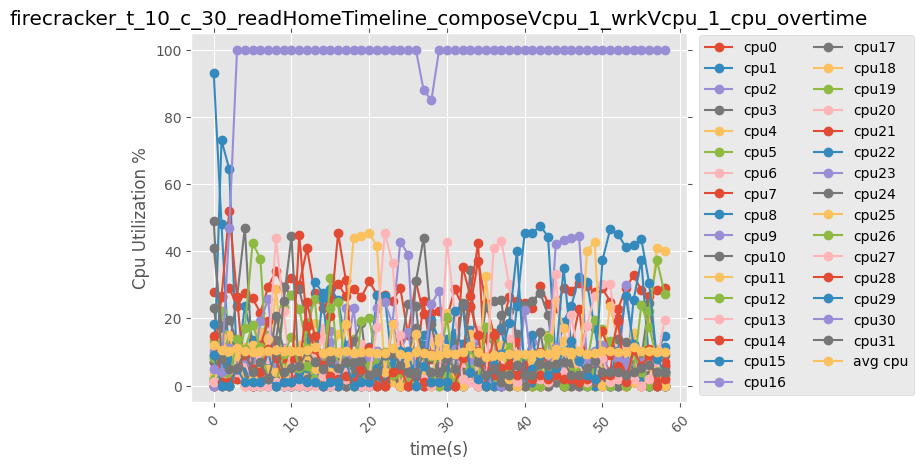 firecracker_t_10_c_30_readHomeTimeline_composeVcpu_1_wrkVcpu_1_cpu_overtime
100
80
60
40
20
0
Cpu Utilization %
0
10
20
30
40
50
60
time(s)
cpu0
cpu1
cpu2
cpu3
cpu4
cpu5
cpu6
cpu7
cpu8
cpu9
cpu10
cpu11
cpu12
cpu13
cpu14
cpu15
cpu16
cpu17
cpu18
cpu19
cpu20
cpu21
cpu22
cpu23
cpu24
cpu25
cpu26
cpu27
cpu28
cpu29
cpu30
cpu31
avg cpu